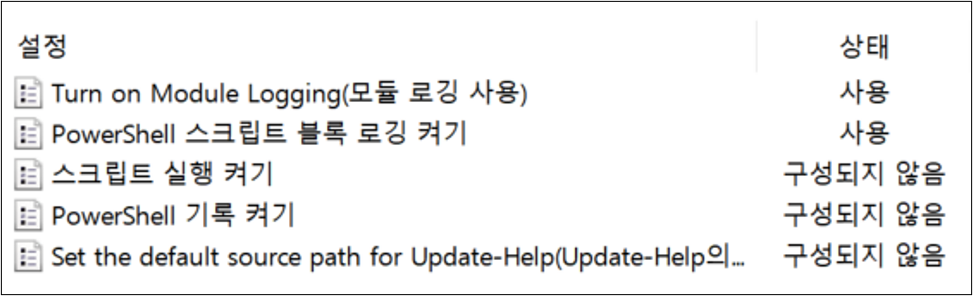 설정 상태
Turn on Module Logging(모듈 로깅 사용) 사용
PowerShell 스크립트 블록 로깅 켜기 사용
스크립트 실행 켜기 구성되지 않음
PowerShell 기록 켜기 구성되지 않음
Set the default source path for Update-Help(Update-Help의... 구성되지 않음